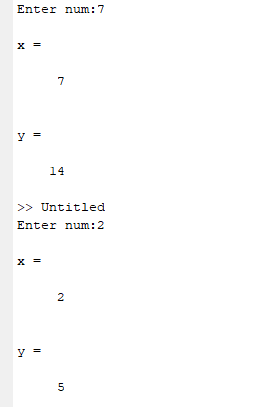 Enter num:7
x =
7
y =
14
>> Untitled
Enter num:2
x =
2
y =
5